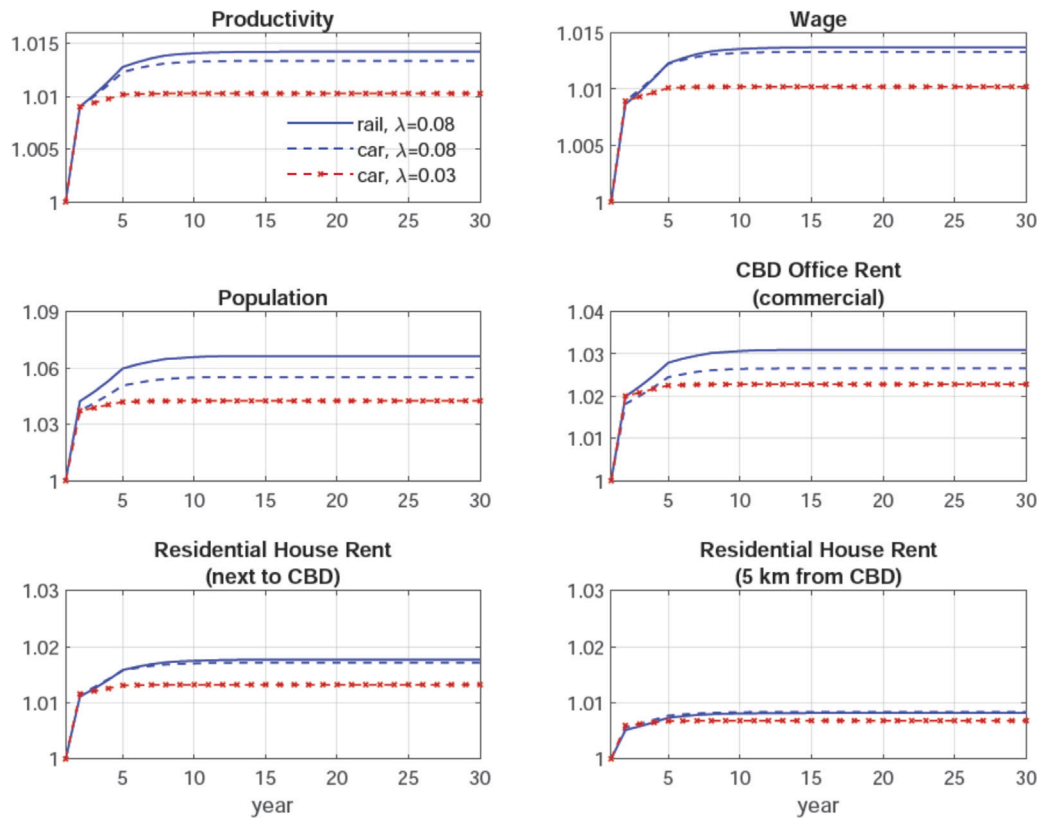 Productivity
1.015
1.01
1.005
1
5 10 15 20 25 30
rail, λ=0.08
car, λ=0.08
car, λ=0.03
Wage
1.015
1.01
1.005
1
5 10 15 20 25 30
Population
1.09
1.06
1.03
1
5 10 15 20 25 30
CBD Office Rent
(commercial)
1.04
1.03
1.02
1.01
1
5 10 15 20 25 30
Residential House Rent
(next to CBD)
1.03
1.02
1.01
1
5 10 15 20 25 30
year
Residential House Rent
(5 km from CBD)
1.03
1.02
1.01
1
5 10 15 20 25 30
year